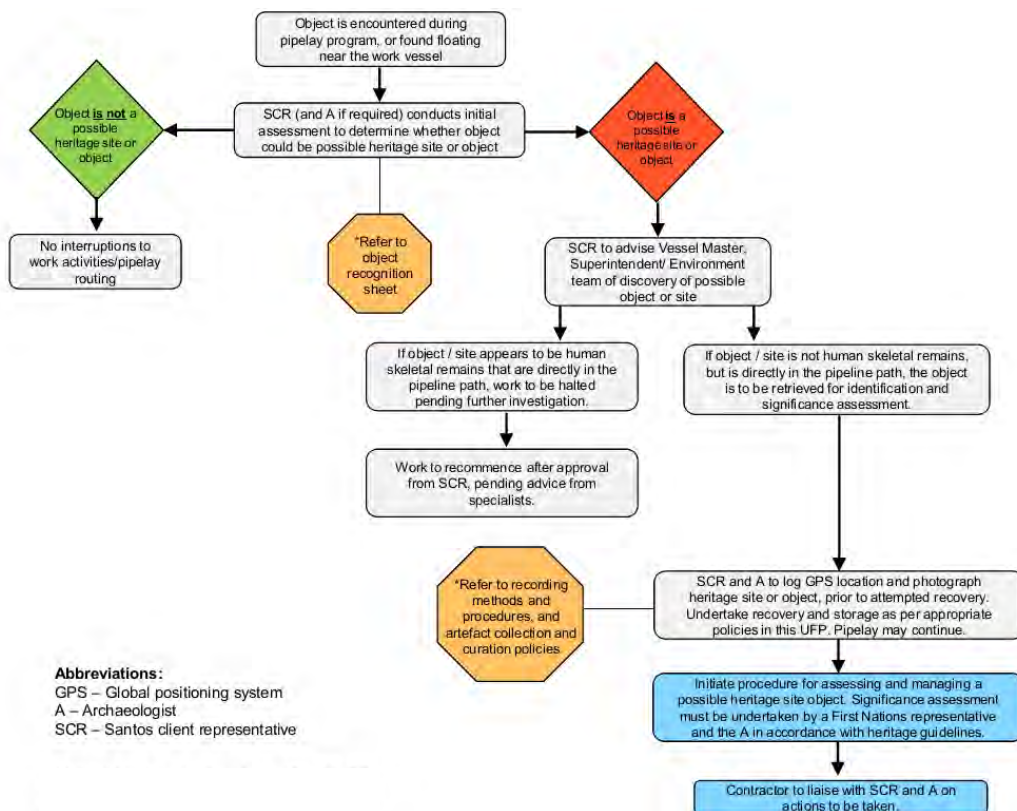 Object is encountered during
pipelay program, or found floating
near the work vessel
Object is not a
possible
heritage site or
object
SCR (and A if required) conducts initial
assessment to determine whether object
could be possible heritage site or object
Object is a
possible
heritage site or
object
No interruptions to
work activities/pipelay
routing
*Refer to
object
recognition
sheet
SCR to advise Vessel Master,
Superintendent/ Environment
team of discovery of possible
object or site
If object / site appears to be human
skeletal remains that are directly in the
pipeline path, work to be halted
pending further investigation.
If object / site is not human skeletal remains,
but is directly in the pipeline path, the object
is to be retrieved for identification and
significance assessment.
Work to recommence after approval
from SCR, pending advice from
specialists.
*Refer to recording
methods and
procedures, and
artefact collection and
curation policies
SCR and A to log GPS location and photograph
heritage site or object, prior to attempted recovery.
Undertake recovery and storage as per appropriate
policies in this UFP. Pipelay may continue.
Initiate procedure for assessing and managing a
possible heritage site object. Significance assessment
must be undertaken by a First Nations representative
and the A in accordance with heritage guidelines.
Contractor to liaise with SCR and A on
actions to be taken.
Abbreviations:
GPS – Global positioning system
A – Archaeologist
SCR – Santos client representative